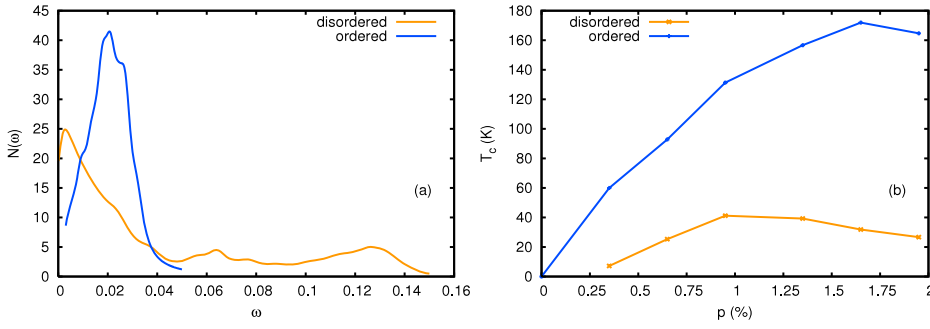 disordered
ordered
N(ω)
45
40
35
30
25
20
15
10
5
0
(a)
0 0.02 0.04 0.06 0.08 0.10 0.12 0.140 0.16
ω
disordered
ordered
T_c (K)
180
160
140
120
100
80
60
40
20
0
(b)
0 0.25 0.5 0.75 1 1.25 1.5 1.75 2
p (%)